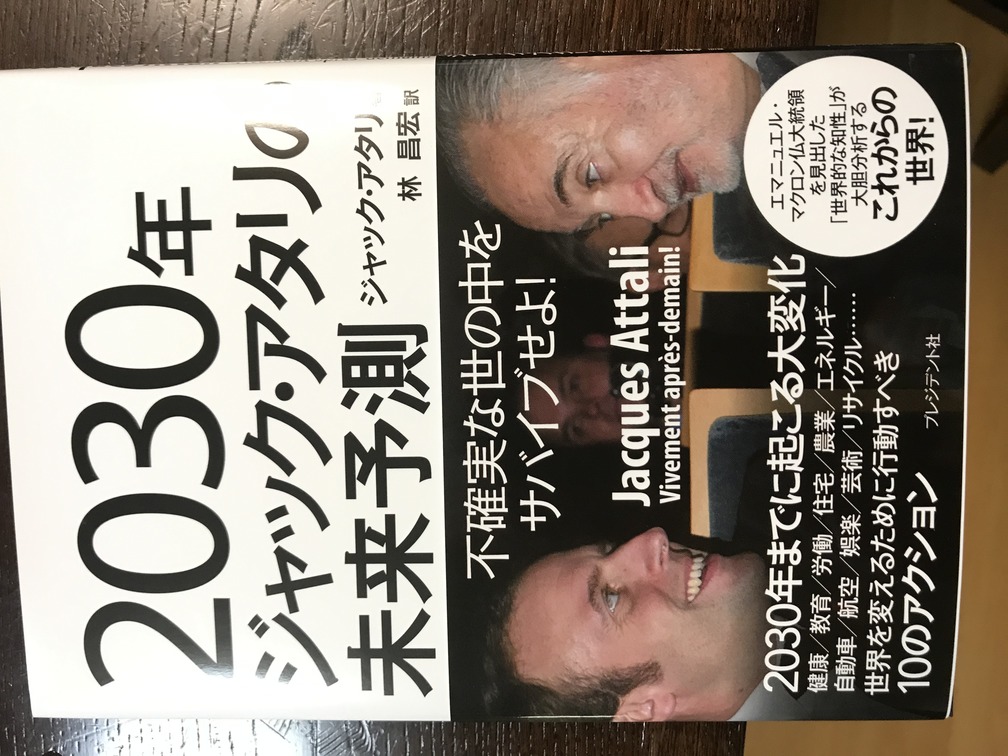 2030年
ジャック・アタリの
未来予測
ジャック・アタリ
林 昌宏 訳
不確実な世の中を
サバイブせよ!
Jacques Attali
Vivement après-demain!
エマニュエル・
マクロン仏大統領
を見出した
「世界的な知性」が
大胆分析する
これからの
世界!
2030年までに起こる大変化
健康/教育/労働/住宅/農業/エネルギー/
自動車/航空/娯楽/芸術/リサイクル……
世界を変えるために行動すべき
10のアクション
プレジデント社